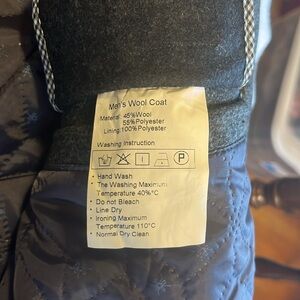 Men's Wool Coat
Material: 45%Wool
55%Polyester
Lining:100%Polyester
Washing Instruction
P
• Hand Wash
• The Washing Maximum
Temperature 40°C
• Do not Bleach
• Line Dry
• Ironing Maximum
Temperature 110°C
• Normal Dry Clean